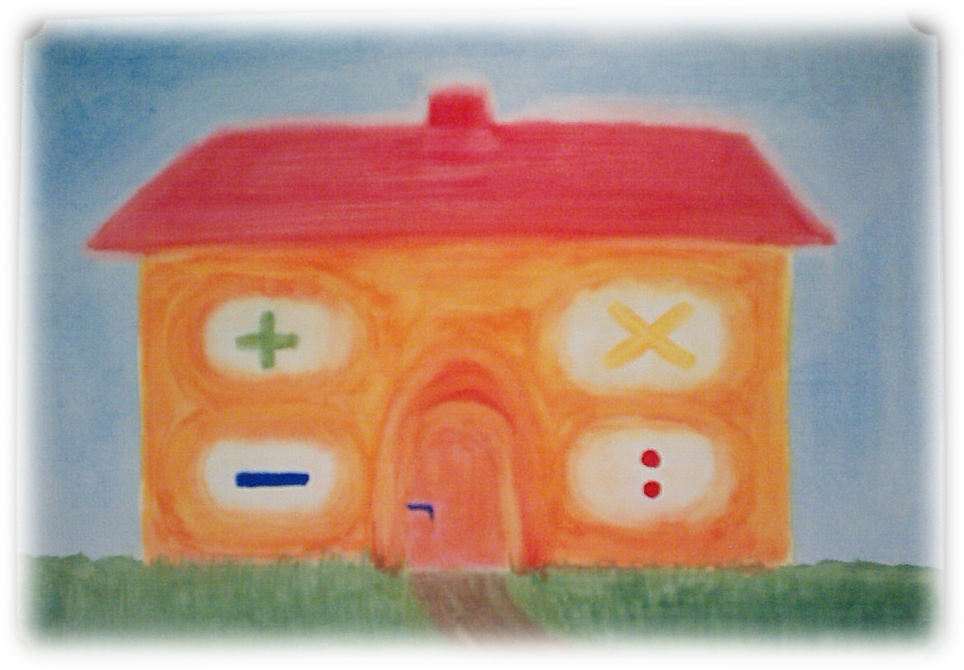 + ×
− :